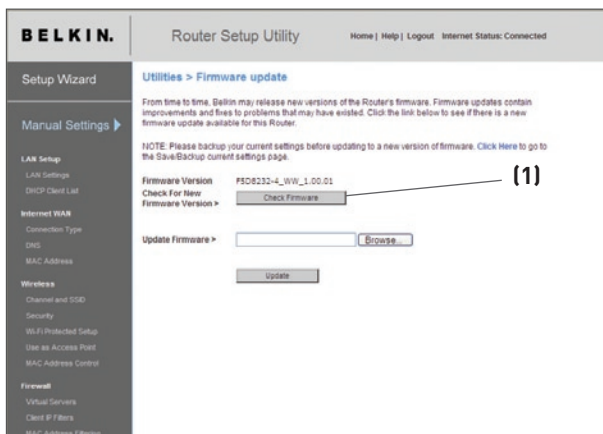 BELKIN.
Router Setup Utility
Home | Help | Logout Internet Status: Connected
Setup Wizard
Manual Settings
LAN Setup
LAN Settings
DHCP Client List
Internet WAN
Connection Type
DNS
MAC Address
Wireless
Channel and SSID
Security
Wi-Fi Protected Setup
Use as Access Point
MAC Address Control
Firewall
Virtual Servers
Client IP Filters
MAC Address Filtering
Utilities > Firmware update
From time to time, Belkin may release new versions of the Router's firmware. Firmware updates contain
improvements and fires to problems that may have existed. Click the link below to see if there is a new
firmware update available for this Router.
NOTE: Please backup your current settings before updating to a new version of firmware. Click Here to go to
the Save/Backup current settings page.
Firmware Version F5D8232-4_WW_1.00.01
Check For New
Firmware Version >
Check Firmware
(1)
Update Firmware >
Browse...
Update